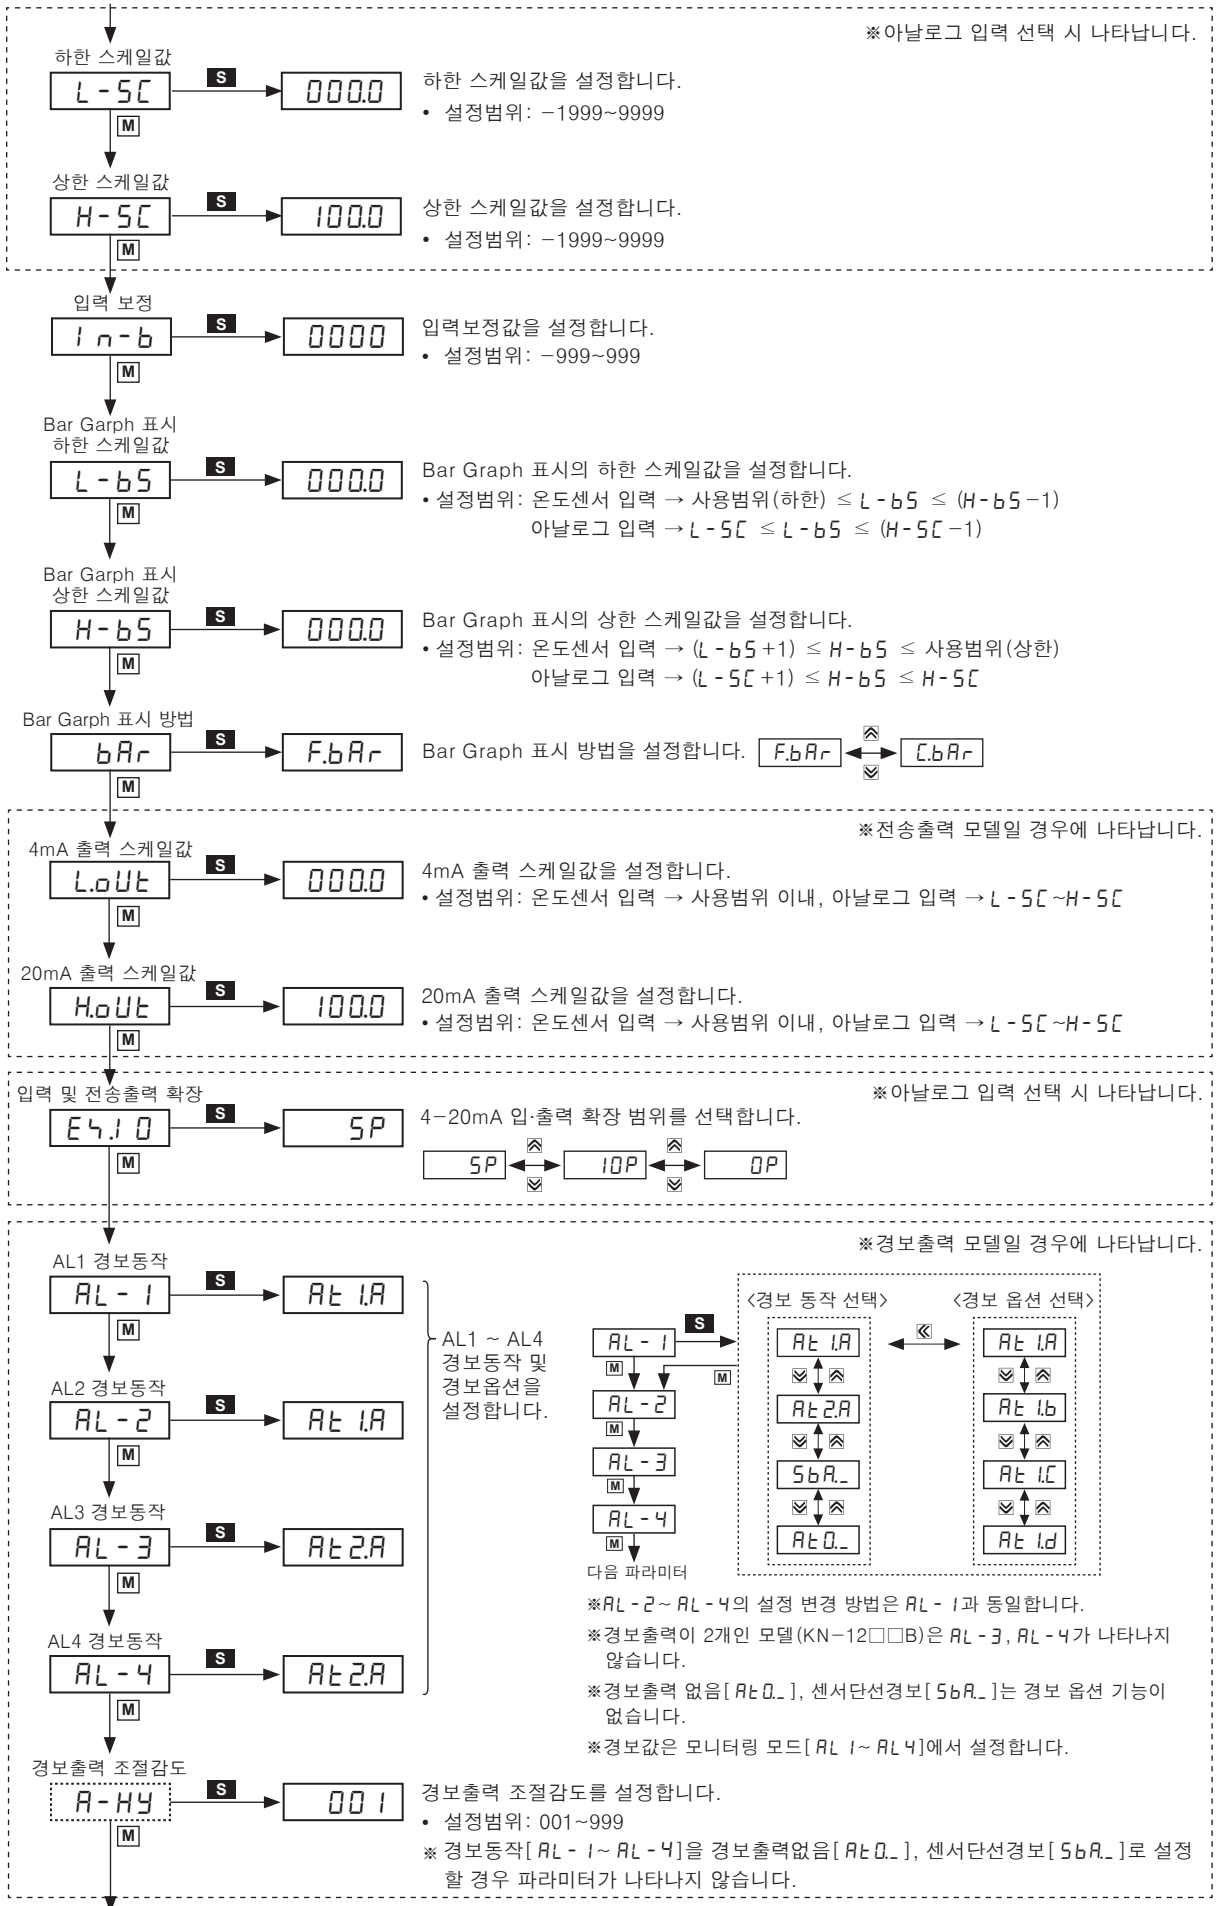 ※아날로그 입력 선택 시 나타납니다.
하한 스케일값
L-SC
S
000.0
하한 스케일값을 설정합니다.
• 설정범위: -1999~9999
M
상한 스케일값
H-SC
S
100.0
상한 스케일값을 설정합니다.
• 설정범위: -1999~9999
M
입력 보정
In-b
S
0000
입력보정값을 설정합니다.
• 설정범위: -999~999
M
Bar Garph 표시
하한 스케일값
L-bS
S
000.0
Bar Graph 표시의 하한 스케일값을 설정합니다.
• 설정범위: 온도센서 입력 → 사용범위(하한) ≤ L-bS ≤ (H-bS-1)
아날로그 입력 → L-SC ≤ L-bS ≤ (H-SC-1)
M
Bar Garph 표시
상한 스케일값
H-bS
S
000.0
Bar Graph 표시의 상한 스케일값을 설정합니다.
• 설정범위: 온도센서 입력 → (L-bS+1) ≤ H-bS ≤ 사용범위(상한)
아날로그 입력 → (L-SC+1) ≤ H-bS ≤ H-SC
M
Bar Garph 표시 방법
bAr
S
F.bAr
Bar Graph 표시 방법을 설정합니다. F.bAr C.bAr
M
※전송출력 모델일 경우에 나타납니다.
4mA 출력 스케일값
L.oUt
S
000.0
4mA 출력 스케일값을 설정합니다.
• 설정범위: 온도센서 입력 → 사용범위 이내, 아날로그 입력 → L-SC~H-SC
M
20mA 출력 스케일값
H.oUt
S
100.0
20mA 출력 스케일값을 설정합니다.
• 설정범위: 온도센서 입력 → 사용범위 이내, 아날로그 입력 → L-SC~H-SC
M
※아날로그 입력 선택 시 나타납니다.
입력 및 전송출력 확장
E4.I0
S
5P
4-20mA 입·출력 확장 범위를 선택합니다.
5P 10P 0P
M
※경보출력 모델일 경우에 나타납니다.
AL1 경보동작
AL-1
S
At1.A
M
AL2 경보동작
AL-2
S
At1.A
M
AL3 경보동작
AL-3
S
At2.A
M
AL4 경보동작
AL-4
S
At2.A
M
AL1 ~ AL4
경보동작 및
경보옵션을
설정합니다.
AL-1
S
M
M
AL-2
M
AL-3
M
AL-4
M
다음 파라미터
〈경보 동작 선택〉
At1.A
At2.A
SbA._
At0._
〈경보 옵션 선택〉
At1.A
At1.b
At1.C
At1.d
※AL-2~AL-4의 설정 변경 방법은 AL-1과 동일합니다.
※경보출력이 2개인 모델(KN-12□□B)은 AL-3, AL-4가 나타나지
않습니다.
※경보출력 없음[At0._], 센서단선경보[SbA._]는 경보 옵션 기능이
없습니다.
※경보값은 모니터링 모드[AL1~AL4]에서 설정합니다.
경보출력 조절감도
A-HY
S
001
경보출력 조절감도를 설정합니다.
• 설정범위: 001~999
※ 경보동작[AL-1~AL-4]을 경보출력없음[At0._], 센서단선경보[SbA._]로 설정
할 경우 파라미터가 나타나지 않습니다.
M